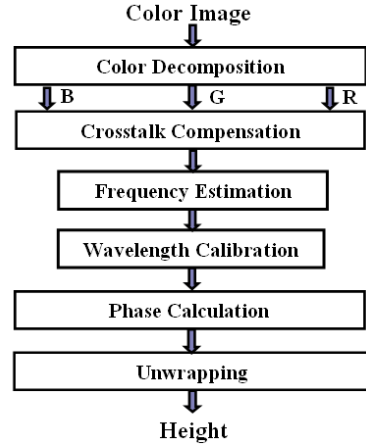 Color Image
Color Decomposition
B G R
Crosstalk Compensation
Frequency Estimation
Wavelength Calibration
Phase Calculation
Unwrapping
Height